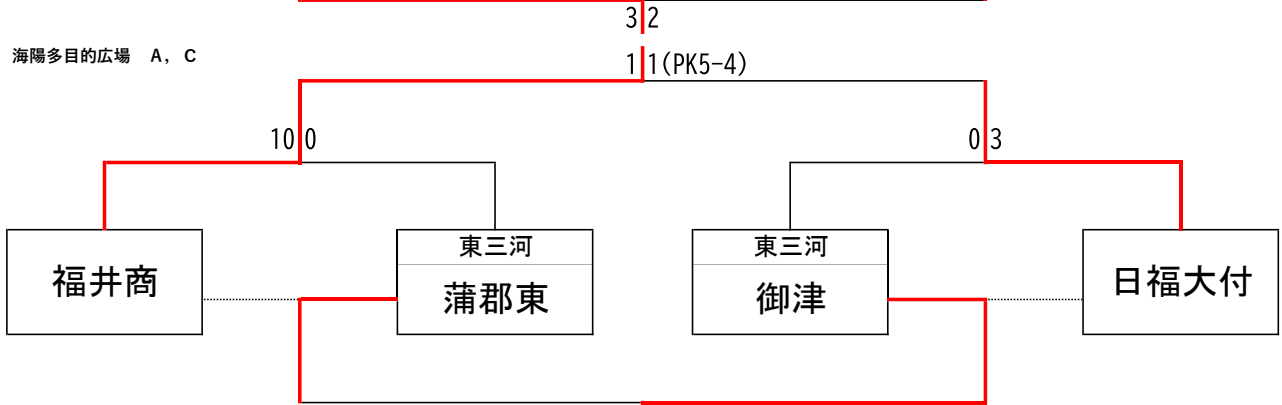 3 2
海陽多目的広場　A，C
1 1(PK5-4)
10 0
0 3
東三河
東三河
福井商
蒲郡東
御津
日福大付